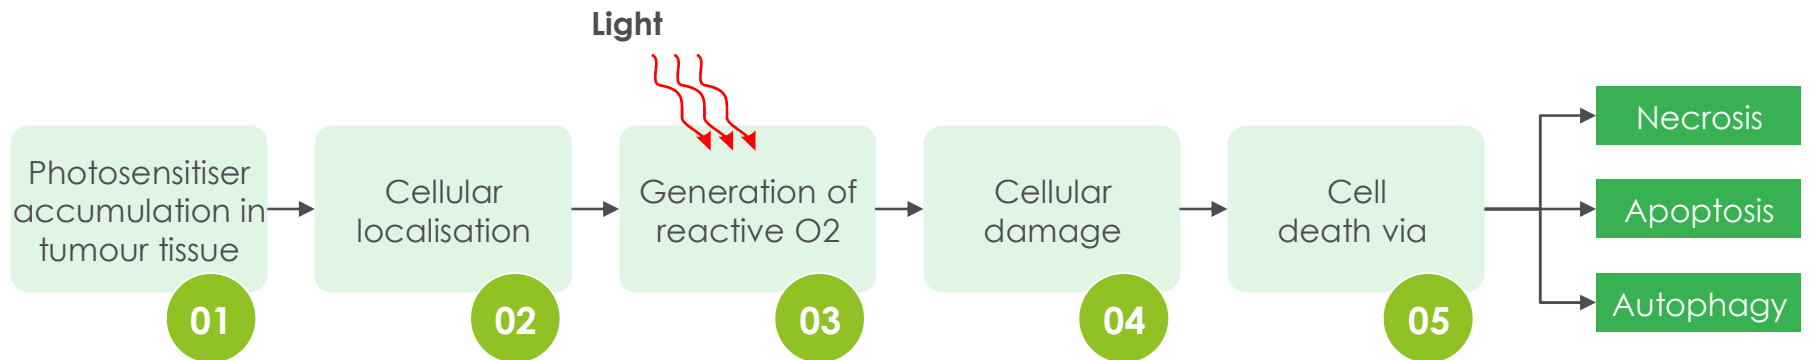 Light
Photosensitiser
accumulation in
tumour tissue
01
Cellular
localisation
02
Generation of
reactive O2
03
Cellular
damage
04
Cell
death via
05
Necrosis
Apoptosis
Autophagy